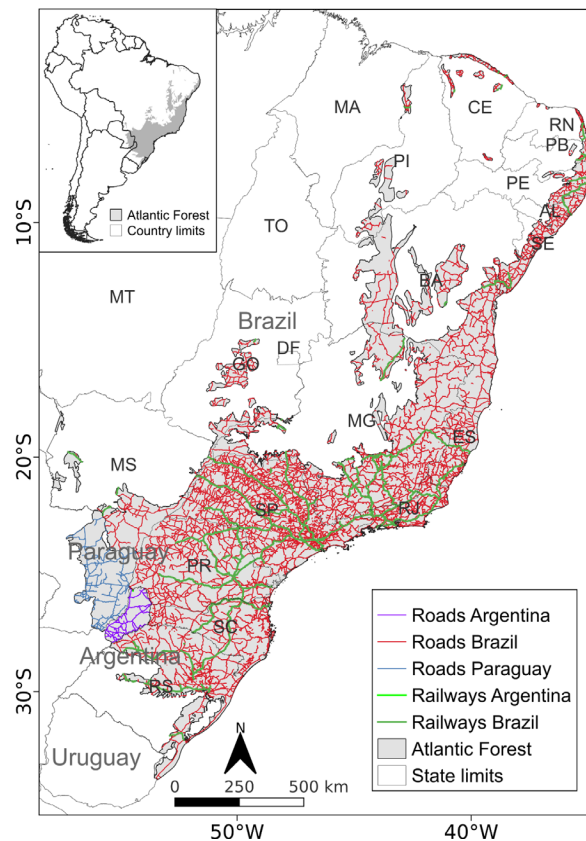 Atlantic Forest
Country limits
MA
CE
RN
PB
PI
PE
AL
SE
TO
BA
MT
Brazil
DF
GO
MG
ES
MS
SP
RJ
Paraguay
PR
SC
Argentina
RS
Uruguay
10°S
20°S
30°S
Roads Argentina
Roads Brazil
Roads Paraguay
Railways Argentina
Railways Brazil
Atlantic Forest
State limits
N
0 250 500 km
50°W 40°W